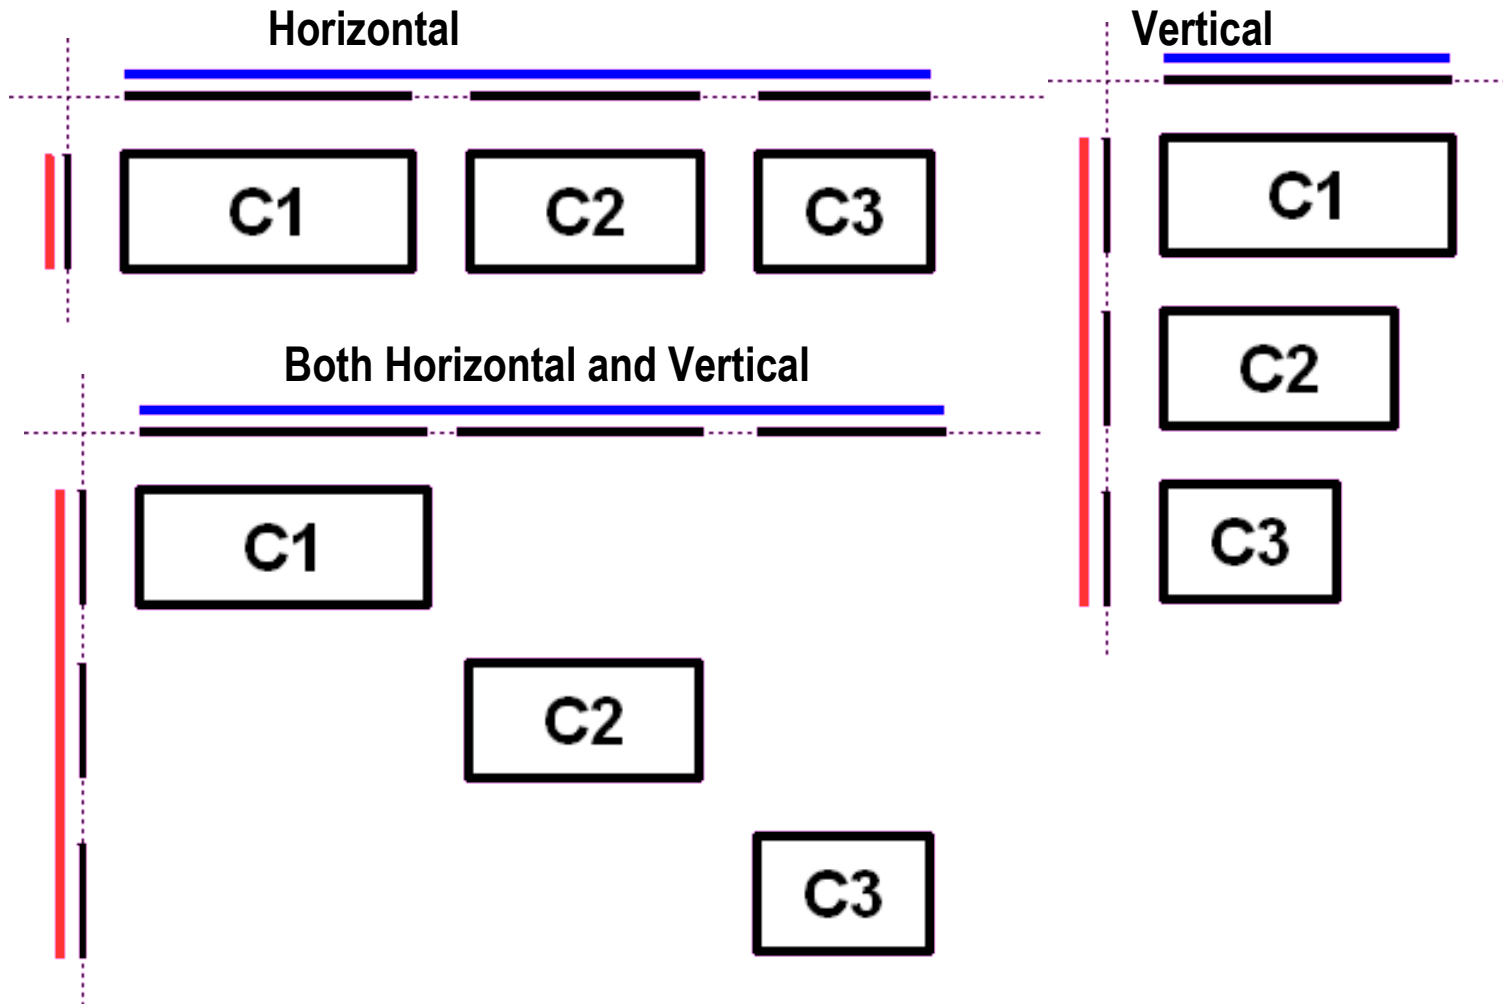 Horizontal
C1
C2
C3
Vertical
C1
C2
C3
Both Horizontal and Vertical
C1
C2
C3